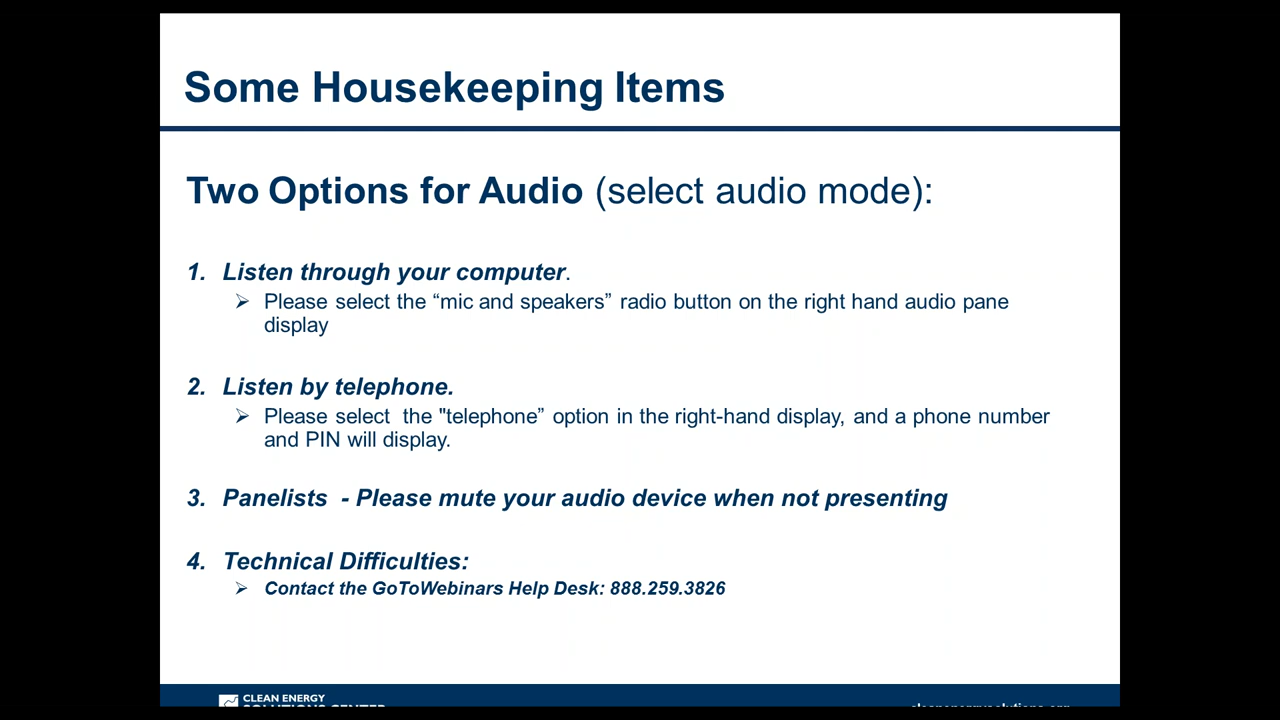 Some Housekeeping Items
Two Options for Audio (select audio mode):
1. Listen through your computer.
➢ Please select the “mic and speakers” radio button on the right hand audio pane
display
2. Listen by telephone.
➢ Please select  the "telephone” option in the right-hand display, and a phone number
and PIN will display.
3. Panelists  - Please mute your audio device when not presenting
4. Technical Difficulties:
➢ Contact the GoToWebinars Help Desk: 888.259.3826
CLEAN ENERGY
SOLUTIONS CENTER